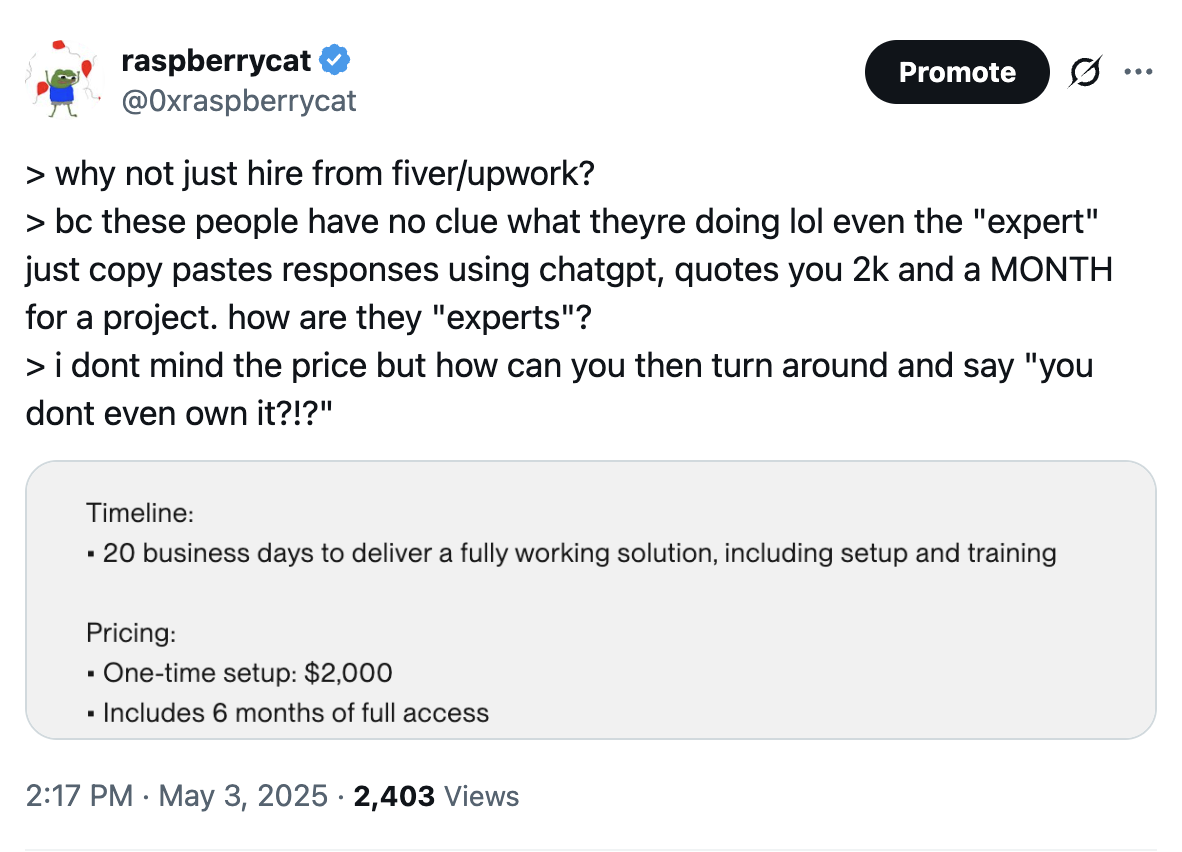 raspberrycat
@0xraspberrycat
Promote
> why not just hire from fiver/upwork?
> bc these people have no clue what theyre doing lol even the "expert"
just copy pastes responses using chatgpt, quotes you 2k and a MONTH
for a project. how are they "experts"?
> i dont mind the price but how can you then turn around and say "you
dont even own it?!?"
Timeline:
▪ 20 business days to deliver a fully working solution, including setup and training
Pricing:
▪ One-time setup: $2,000
▪ Includes 6 months of full access
2:17 PM · May 3, 2025 · 2,403 Views